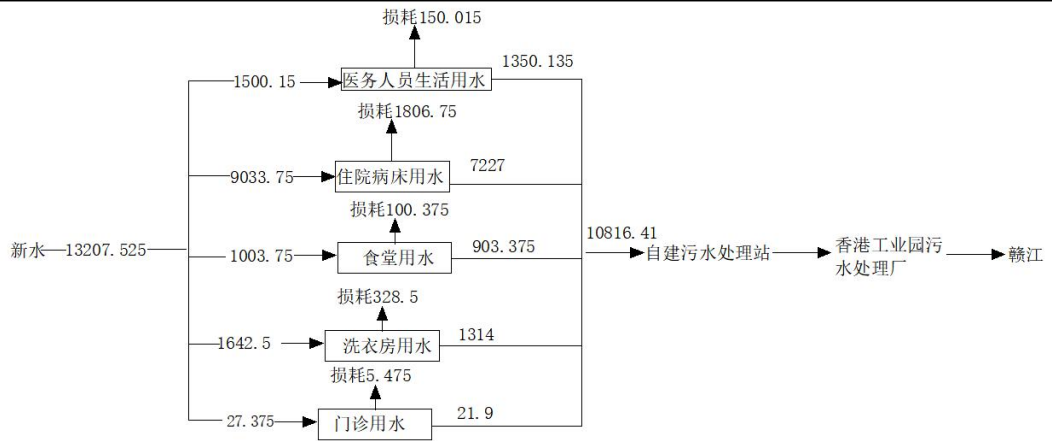 损耗150.015
1500.15
医务人员生活用水
1350.135
损耗1806.75
9033.75
住院病床用水
7227
损耗100.375
新水
13207.525
1003.75
食堂用水
903.375
10816.41
自建污水处理站
香港工业园污
水处理厂
赣江
损耗328.5
1642.5
洗衣房用水
1314
损耗5.475
27.375
门诊用水
21.9